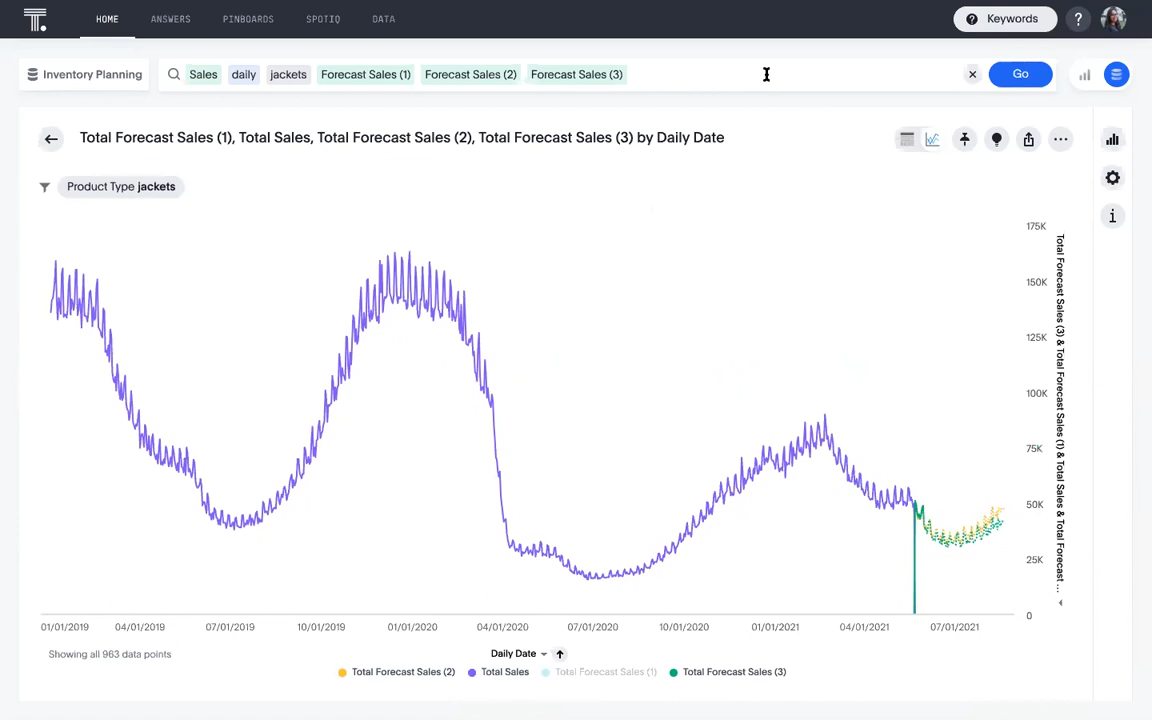 HOME ANSWERS PINBOARDS SPOTIQ DATA Keywords ?
Inventory Planning Sales daily jackets Forecast Sales (1) Forecast Sales (2) Forecast Sales (3) Go
Total Forecast Sales (1), Total Sales, Total Forecast Sales (2), Total Forecast Sales (3) by Daily Date
Product Type jackets
175K
150K
125K
100K
75K
50K
25K
0
Total Forecast Sales (3) & Total Forecast Sales (1) & Total Sales & Total Forecast ...
01/01/2019 04/01/2019 07/01/2019 10/01/2019 01/01/2020 04/01/2020 07/01/2020 10/01/2020 01/01/2021 04/01/2021 07/01/2021
Showing all 963 data points
Daily Date
Total Forecast Sales (2) Total Sales Total Forecast Sales (1) Total Forecast Sales (3)